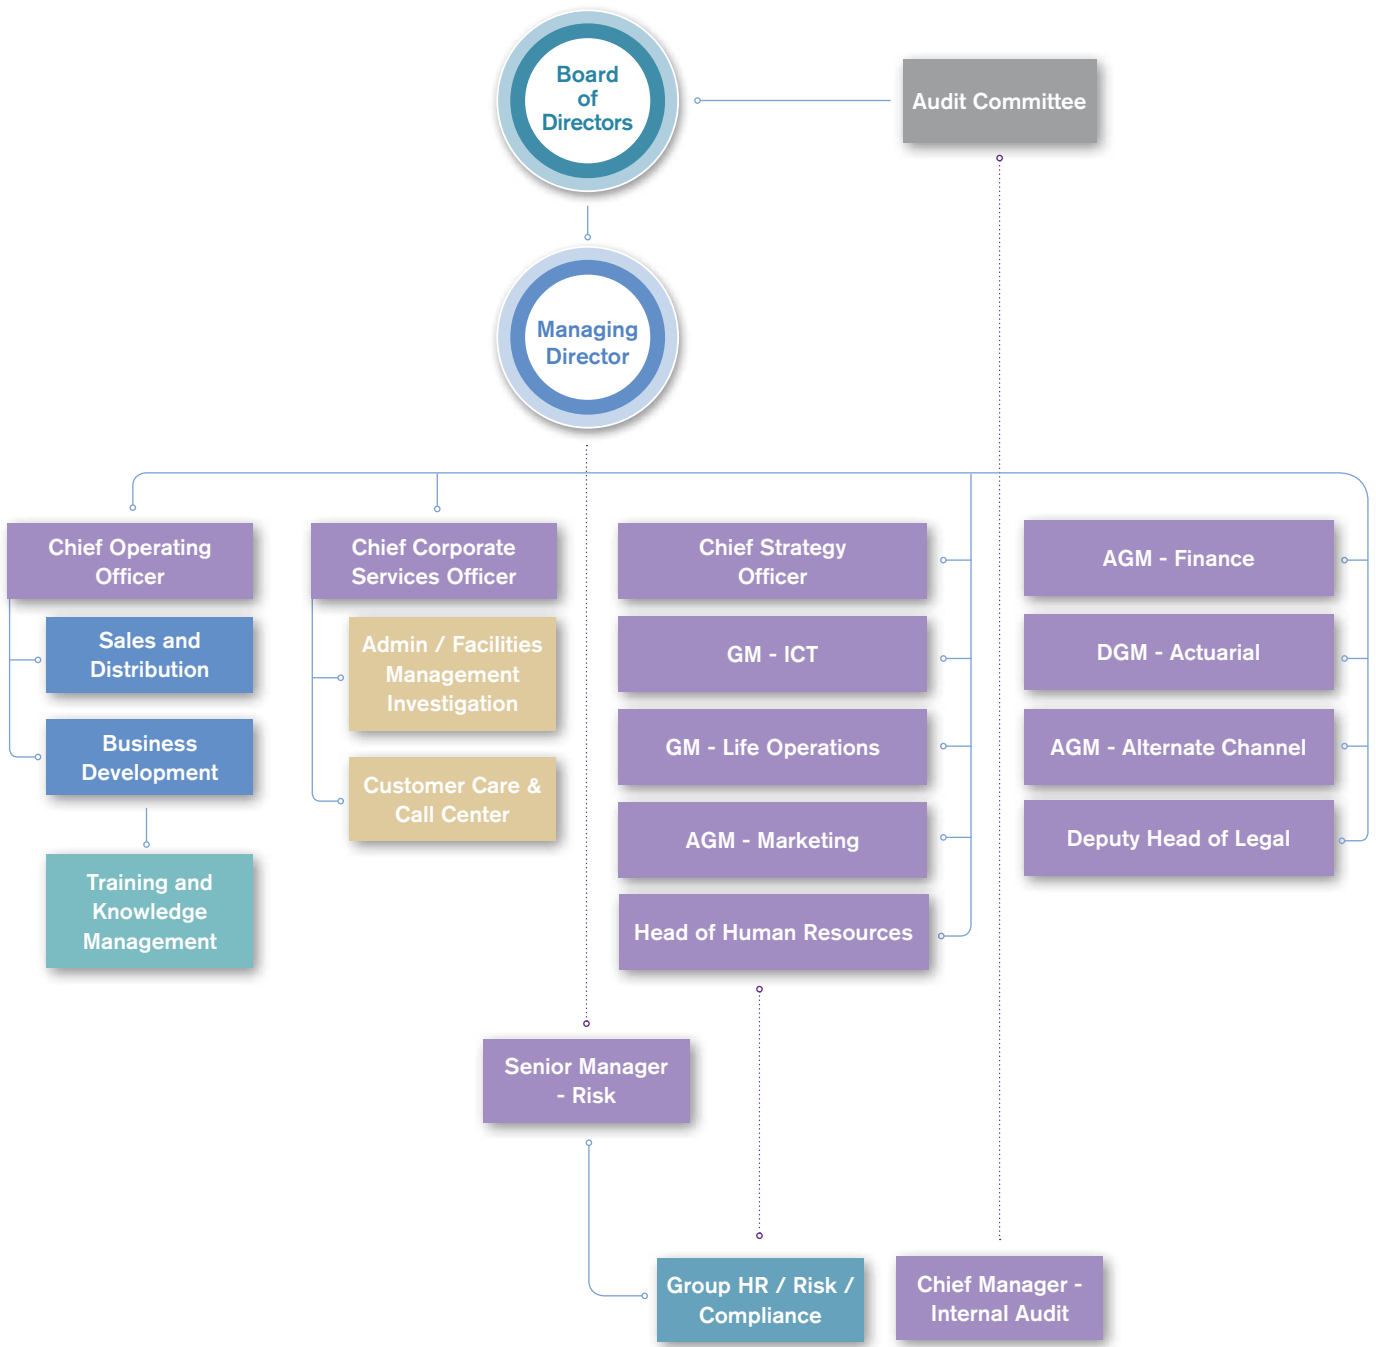 Board
of
Directors
Audit Committee
Managing
Director
Chief Operating
Officer
Sales and
Distribution
Business
Development
Training and
Knowledge
Management
Chief Corporate
Services Officer
Admin / Facilities
Management
Investigation
Customer Care &
Call Center
Chief Strategy
Officer
GM - ICT
GM - Life Operations
AGM - Marketing
Head of Human Resources
AGM - Finance
DGM - Actuarial
AGM - Alternate Channel
Deputy Head of Legal
Senior Manager
- Risk
Group HR / Risk /
Compliance
Chief Manager -
Internal Audit